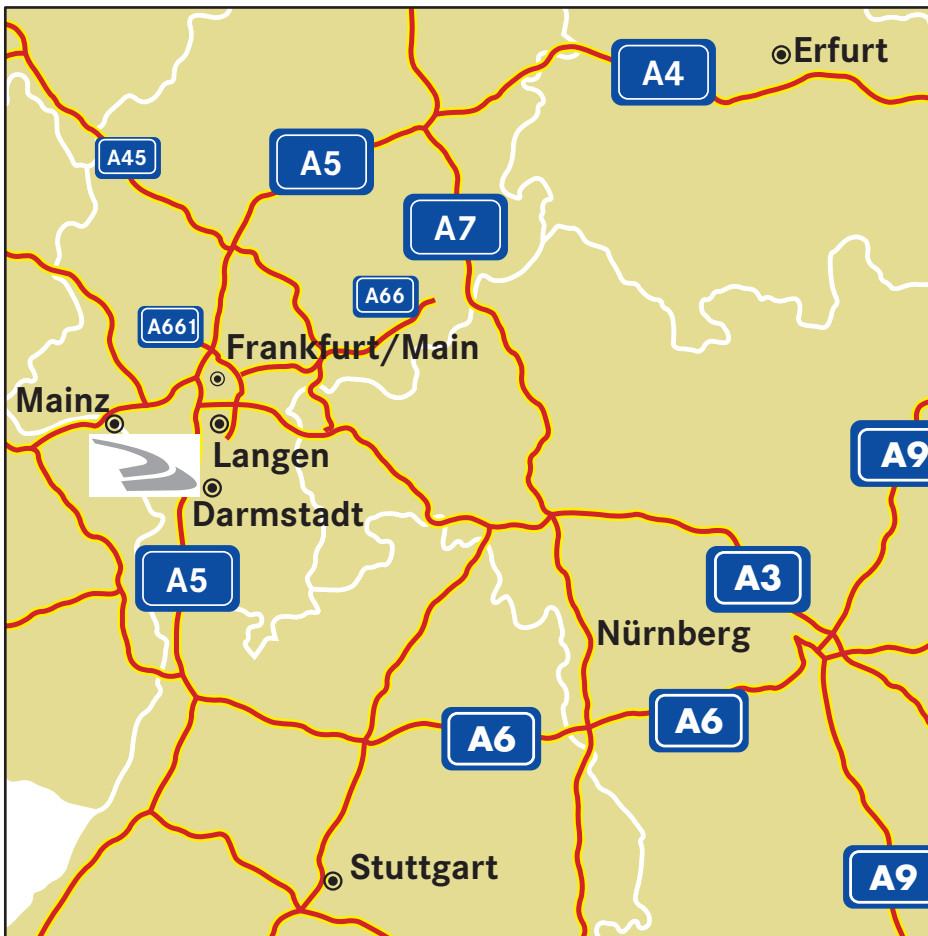 Erfurt
A4
A45
A5
A7
A66
A661
Frankfurt/Main
Mainz
Langen
A9
Darmstadt
A5
A3
Nürnberg
A6
A6
Stuttgart
A9